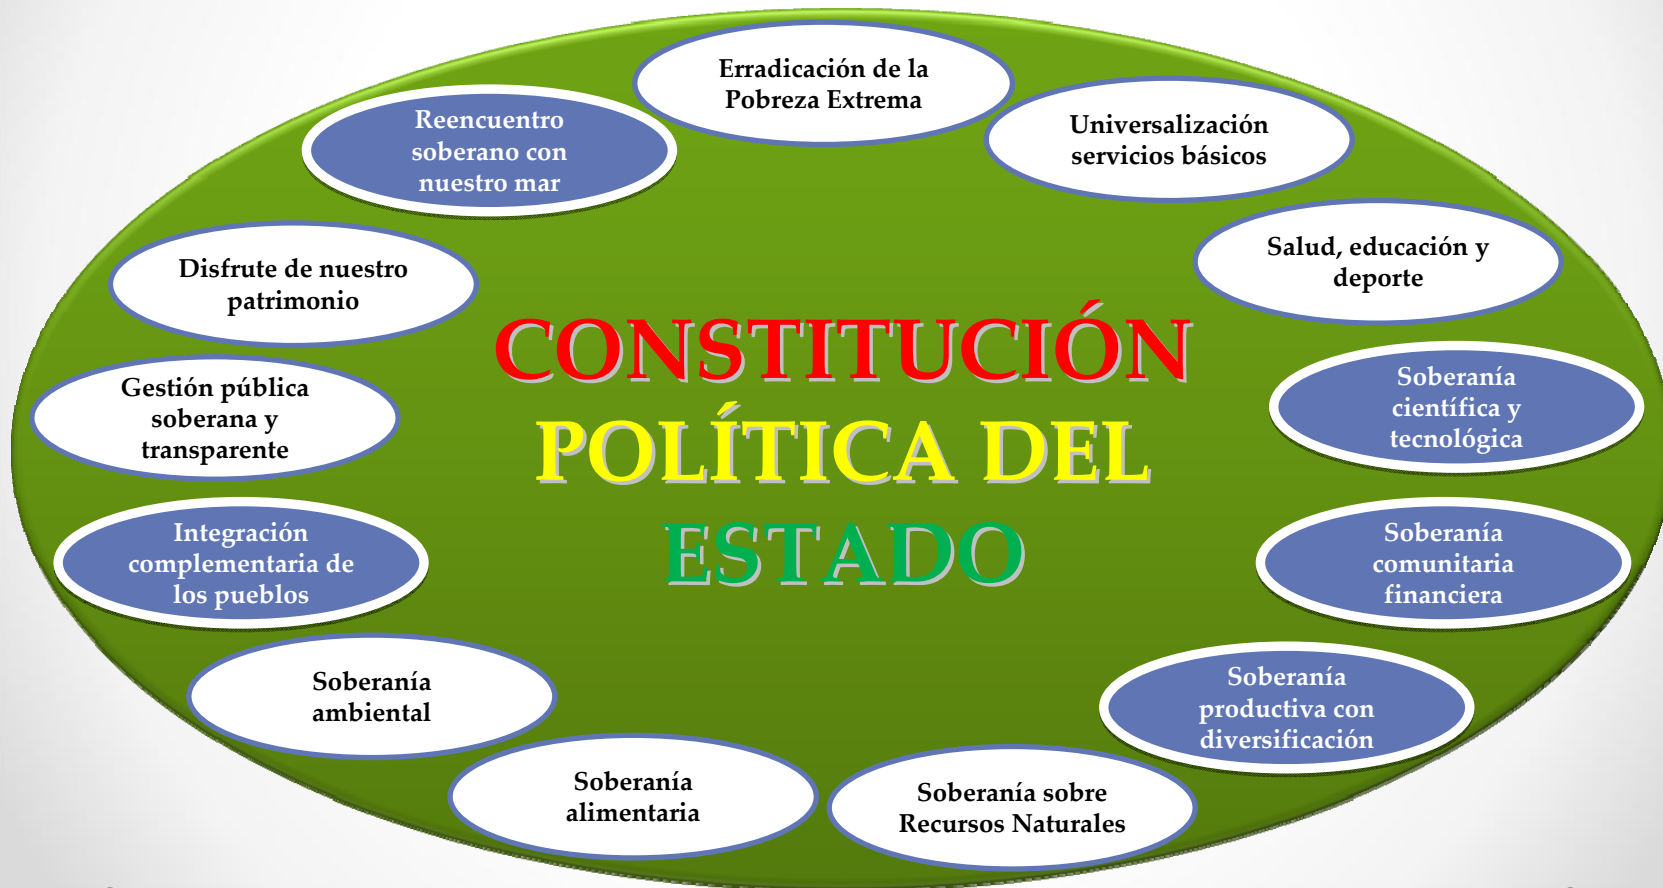 Erradicación de la
Pobreza Extrema
Universalización
servicios básicos
Salud, educación y
deporte
Soberanía
científica y
tecnológica
Soberanía
comunitaria
financiera
Soberanía
productiva con
diversificación
Soberanía sobre
Recursos Naturales
Soberanía
alimentaria
Soberanía
ambiental
Integración
complementaria de
los pueblos
Gestión pública
soberana y
transparente
Disfrute de nuestro
patrimonio
Reencuentro
soberano con
nuestro mar
CONSTITUCIÓN
POLÍTICA DEL
ESTADO